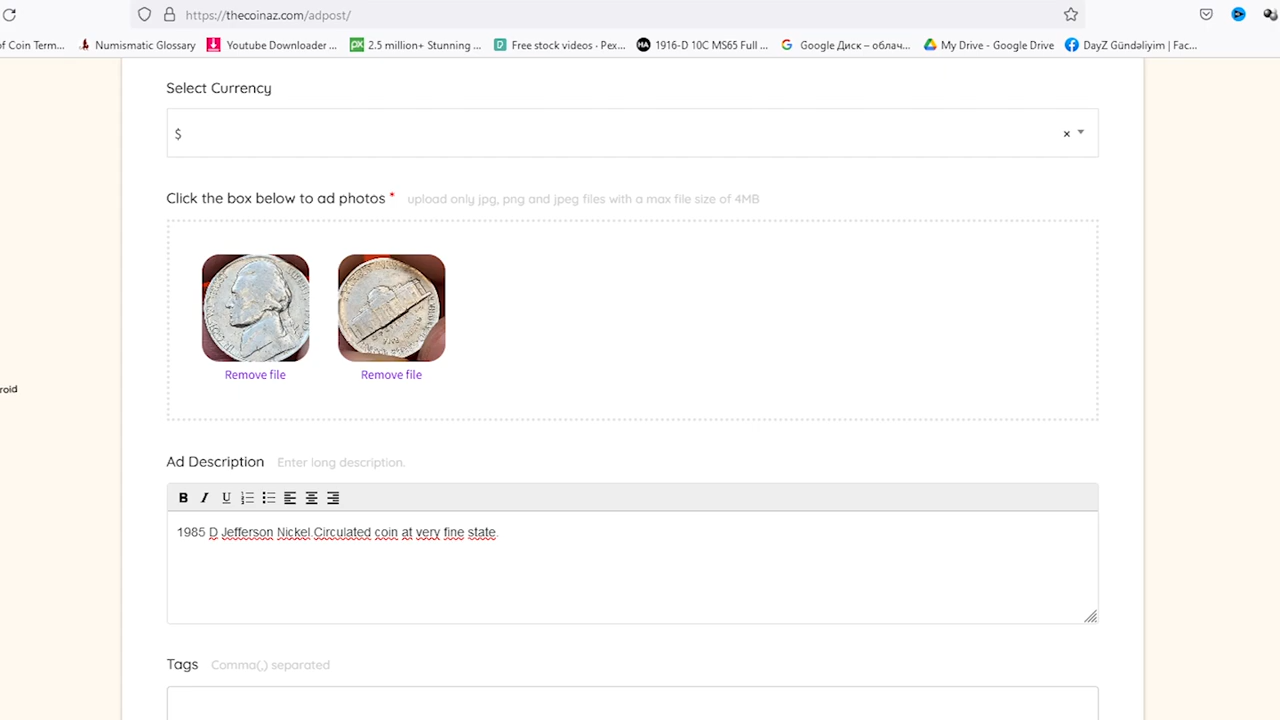 https://thecoinaz.com/adpost/
of Coin Term... Numismatic Glossary Youtube Downloader ... 2.5 million+ Stunning ... Free stock videos · Pex... 1916-D 10C MS65 Full ... Google Диск – облач... My Drive - Google Drive DayZ Gündəliyim | Fac...
Select Currency
$
Click the box below to ad photos * upload only jpg, png and jpeg files with a max file size of 4MB
Remove file Remove file
roid
Ad Description Enter long description.
B I U
1985 D Jefferson Nickel.Circulated coin at very fine state.
Tags Comma(,) separated